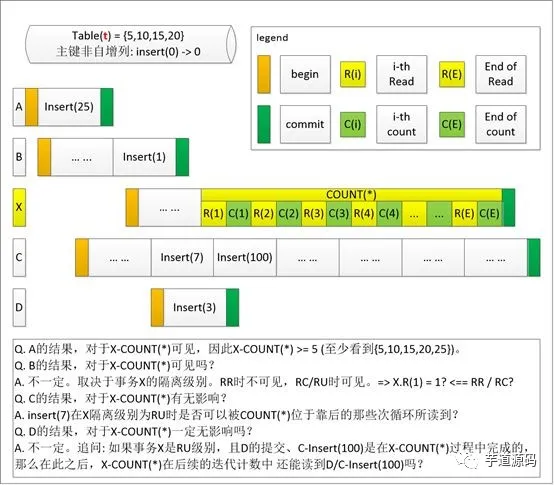 Table(t) = {5,10,15,20}
主键非自增列: insert(0) -> 0
legend
begin
R(i)
i-th
Read
R(E)
End of
Read
commit
C(i)
i-th
count
C(E)
End of
count
A
Insert(25)
B
... ...
Insert(1)
X
... ...
COUNT(*)
R(1) C(1) R(2) C(2) R(3) C(3) R(4) C(4) ... ... R(E) C(E)
C
... ...
Insert(7)
Insert(100)
... ...
... ...
... ...
... ...
D
Insert(3)
Q. A的结果，对于X-COUNT(*)可见，因此X-COUNT(*) >= 5 (至少看到{5,10,15,20,25})。
Q. B的结果，对于X-COUNT(*)可见吗？
A. 不一定。取决于事务X的隔离级别。RR时不可见，RC/RU时可见。=> X.R(1) = 1? <== RR / RC?
Q. C的结果，对于X-COUNT(*)有无影响？
A. insert(7)在X隔离级别为RU时是否可以被COUNT(*)位于靠后的那些次循环所读到？
Q. D的结果，对于X-COUNT(*)一定无影响吗？
A. 不一定。追问: 如果事务X是RU级别，且D的提交、C-Insert(100)是在X-COUNT(*)过程中完成的，
那么在此之后，X-COUNT(*)在后续的迭代计数中 还能读到D/C-Insert(100)吗？
芋道源码